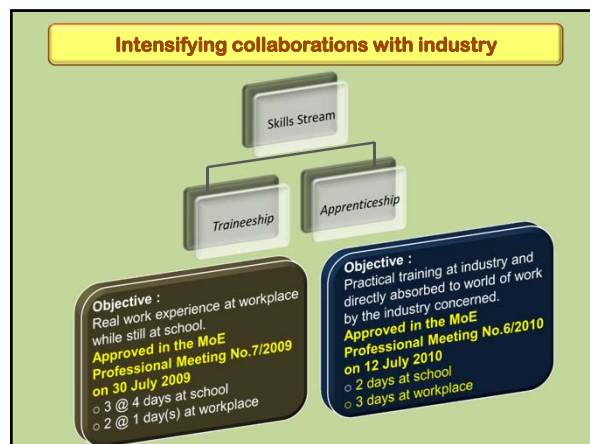 Intensifying collaborations with industry
Skills Stream
Traineeship
Apprenticeship
Objective :
Real work experience at workplace
while still at school.
Approved in the MoE
Professional Meeting No.7/2009
on 30 July 2009
○ 3 @ 4 days at school
○ 2 @ 1 day(s) at workplace
Objective :
Practical training at industry and
directly absorbed to world of work
by the industry concerned.
Approved in the MoE
Professional Meeting No.6/2010
on 12 July 2010
○ 2 days at school
○ 3 days at workplace